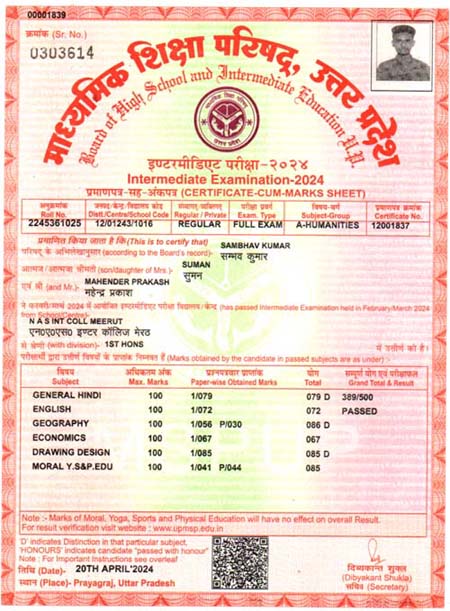 00001839
क्रमांक (Sr. No.)
0303614
माध्यमिक शिक्षा परिषद्, उत्तर प्रदेश
Board of High School and Intermediate Education U.P.
इण्टरमीडिएट परीक्षा-२०२४
Intermediate Examination-2024
प्रमाणपत्र-सह-अंकपत्र (CERTIFICATE-CUM-MARKS SHEET)
अनुक्रमांक जनपद/केन्द्र/विद्यालय कोड संस्थागत/व्यक्तिगत परीक्षा प्रकार विषय-वर्ग प्रमाणपत्र क्रमांक
Roll No. Distt./Centre/School Code Regular / Private Exam. Type Subject-Group Certificate No.
2245361025 12/01243/1016 REGULAR FULL EXAM A-HUMANITIES 12001837
प्रमाणित किया जाता है कि(This is to certify that) SAMBHAV KUMAR
परिषद् के अभिलेखानुसार (according to the Board's record)- सम्भव कुमार
आत्मज / आत्मजा श्रीमती (son/daughter of Mrs.)- SUMAN
सुमन
एवं श्री (and Mr.)- MAHENDER PRAKASH
महेन्द्र प्रकाश
ने फरवरी/मार्च 2024 में आयोजित इण्टरमीडिएट परीक्षा विद्यालय/केन्द्र (has passed Intermediate Examination held in February/March 2024
from School/Centre)-
N A S INT COLL MEERUT
एन०ए०एस० इण्टर कॉलिज मेरठ
से श्रेणी (with division)- 1ST HONS में उत्तीर्ण की है।
परीक्षार्थी द्वारा उत्तीर्ण विषयों के प्राप्तांक निम्नवत हैं (Marks obtained by the candidate in passed subjects are as under) :-
विषय अधिकतम अंक प्रश्नपत्रवार प्राप्तांक योग सम्पूर्ण योग एवं परीक्षाफल
Subject Max. Marks Paper-wise Obtained Marks Total Grand Total & Result
GENERAL HINDI 100 1/079 079 D 389/500
ENGLISH 100 1/072 072 PASSED
GEOGRAPHY 100 1/056 P/030 086 D
ECONOMICS 100 1/067 067
DRAWING DESIGN 100 1/085 085 D
MORAL Y.S&P.EDU 100 1/041 P/044 085
Note :- Marks of Moral, Yoga, Sports and Physical Education will have no effect on overall Result.
For result verification visit website : www.upmsp.edu.in
'D' indicates Distinction in that particular subject.
'HONOURS' indicates candidate "passed with honour"
Note : For Important Instructions see overleaf
तिथि (Date)- 20TH APRIL'2024
स्थान (Place)- Prayagraj, Uttar Pradesh
दिव्यकान्त शुक्ल
(Dibyakant Shukla)
सचिव (Secretary)